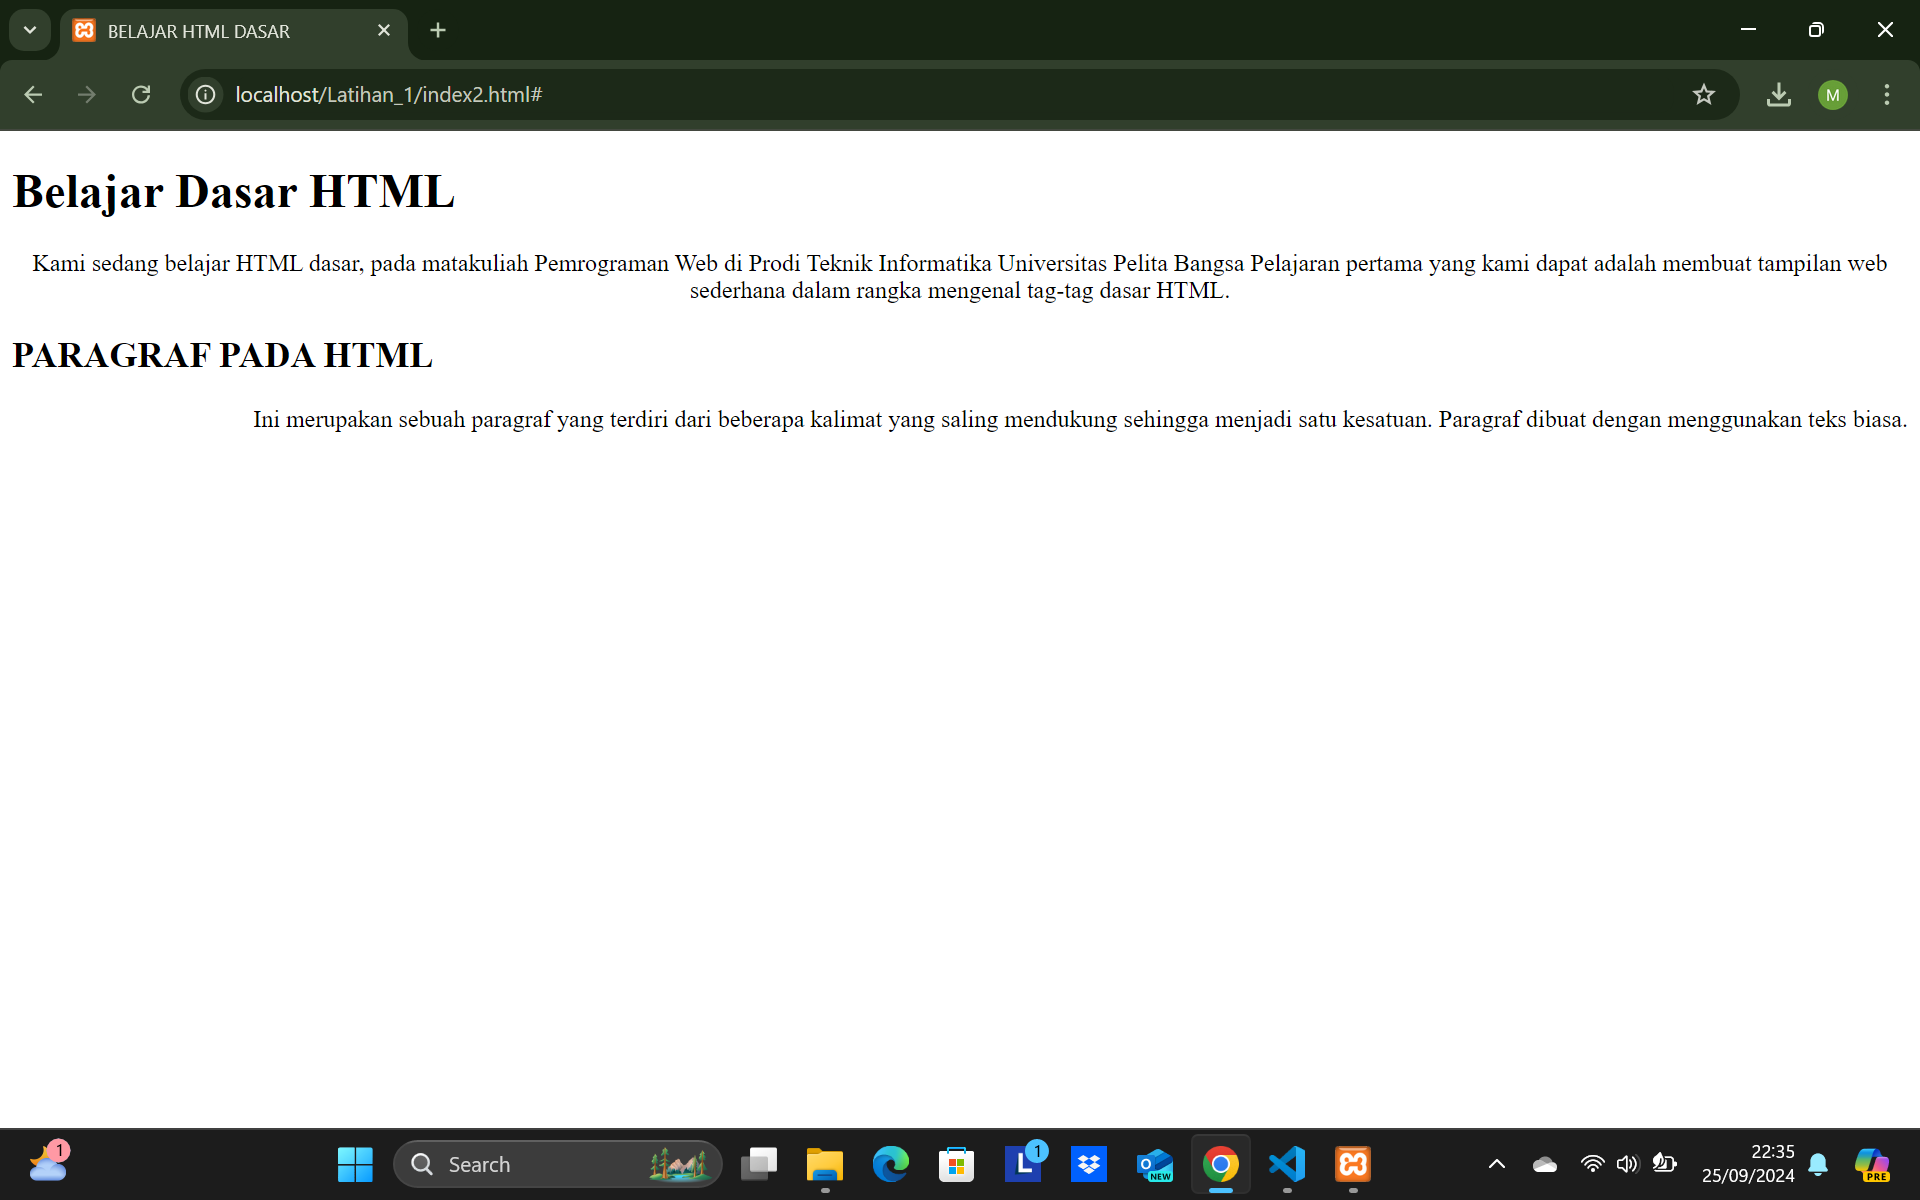 BELAJAR HTML DASAR
localhost/Latihan_1/index2.html#
M
Belajar Dasar HTML
Kami sedang belajar HTML dasar, pada matakuliah Pemrograman Web di Prodi Teknik Informatika Universitas Pelita Bangsa Pelajaran pertama yang kami dapat adalah membuat tampilan web
sederhana dalam rangka mengenal tag-tag dasar HTML.
PARAGRAF PADA HTML
Ini merupakan sebuah paragraf yang terdiri dari beberapa kalimat yang saling mendukung sehingga menjadi satu kesatuan. Paragraf dibuat dengan menggunakan teks biasa.
1
Search
L
1
O
NEW
22:35
25/09/2024
PRE